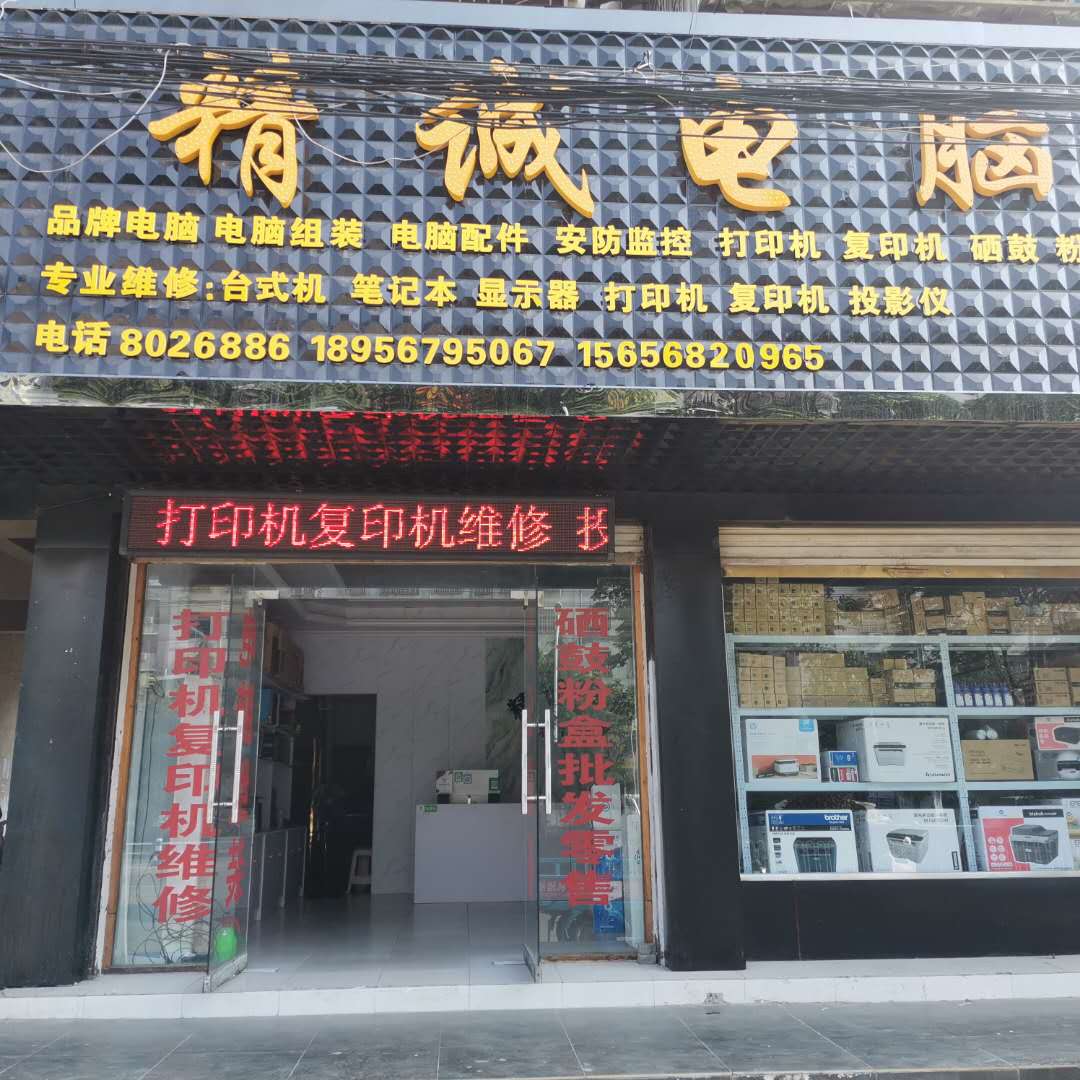 精诚电脑
品牌电脑 电脑组装 电脑配件 安防监控 打印机 复印机 硒鼓 粉
专业维修:台式机 笔记本 显示器 打印机 复印机 投影仪
电话 8026886 18956795067 15656820965
打印机复印机维修
打印机复印机维修
硒鼓粉盒批发零售
brother